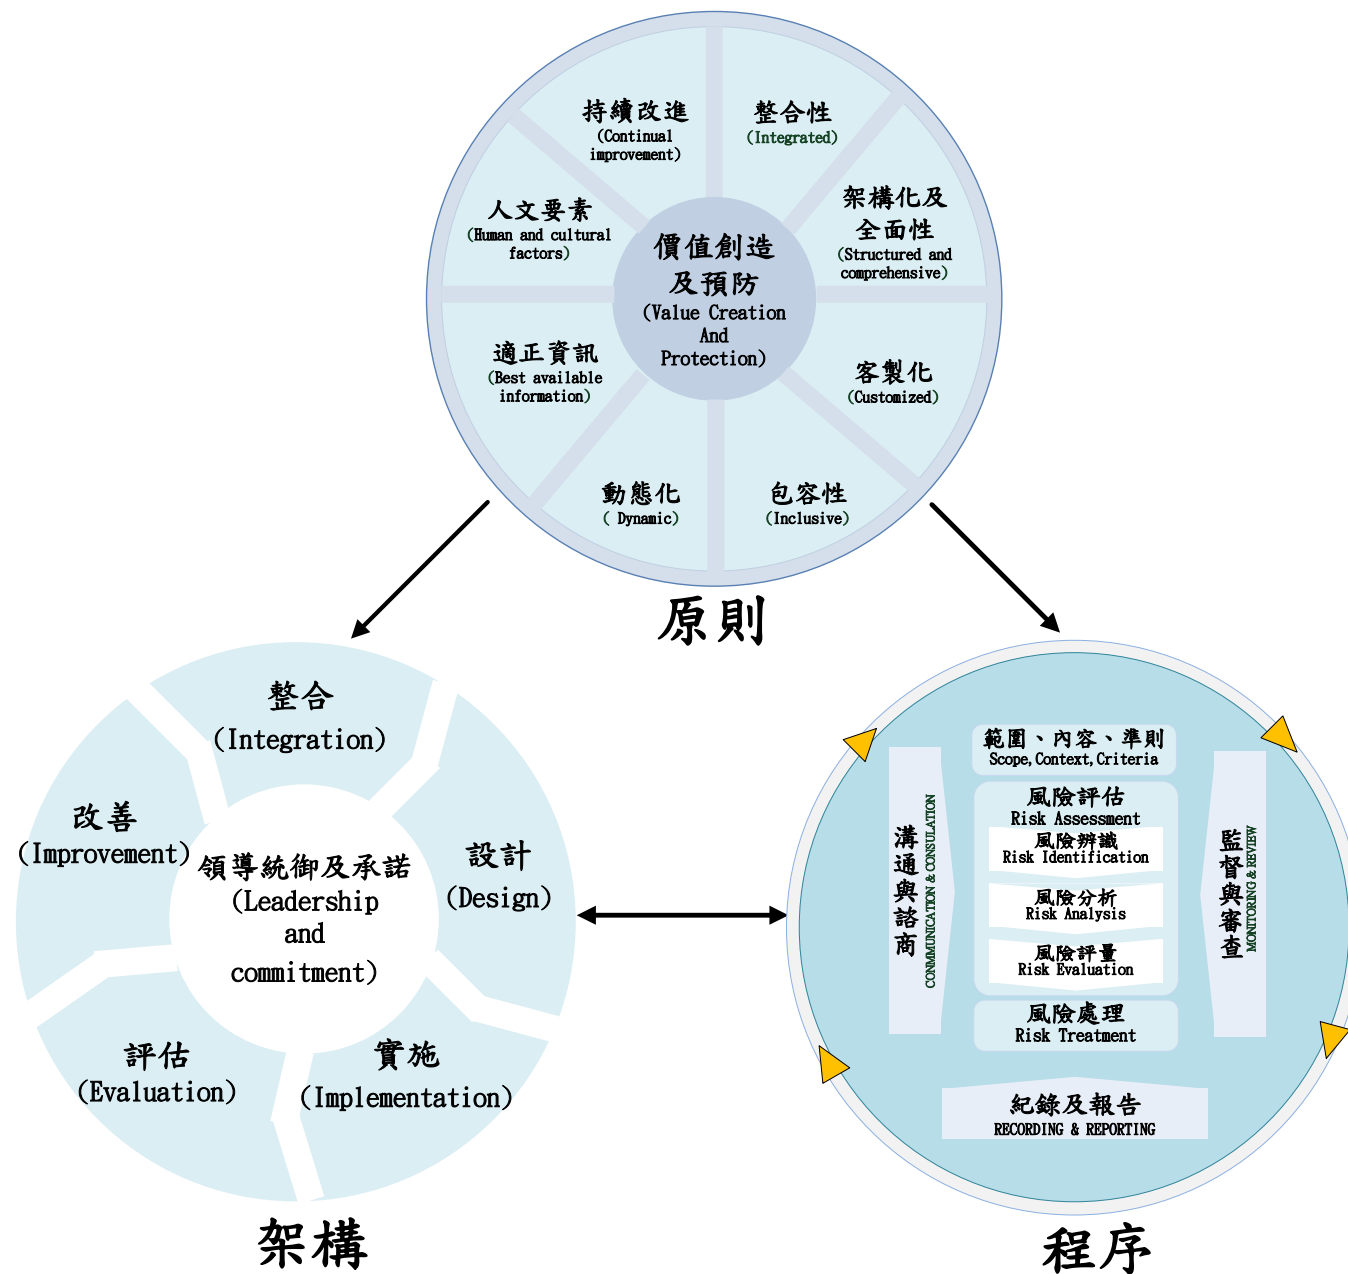 持續改進
(Continual
improvement)
整合性
(Integrated)
人文要素
(Human and cultural
factors)
架構化及
全面性
(Structured and
comprehensive)
價值創造
及預防
(Value Creation
And
Protection)
適正資訊
(Best available
information)
客製化
(Customized)
動態化
( Dynamic)
包容性
(Inclusive)
原則
整合
(Integration)
改善
(Improvement)
設計
(Design)
領導統御及承諾
(Leadership
and
commitment)
評估
(Evaluation)
實施
(Implementation)
架構
範圍、內容、準則
Scope,Context,Criteria
風險評估
Risk Assessment
風險辨識
Risk Identification
風險分析
Risk Analysis
風險評量
Risk Evaluation
風險處理
Risk Treatment
溝通與諮商
CONMMUNICATION & CONSULATION
監督與審查
MONITORING & REVIEW
紀錄及報告
RECORDING & REPORTING
程序